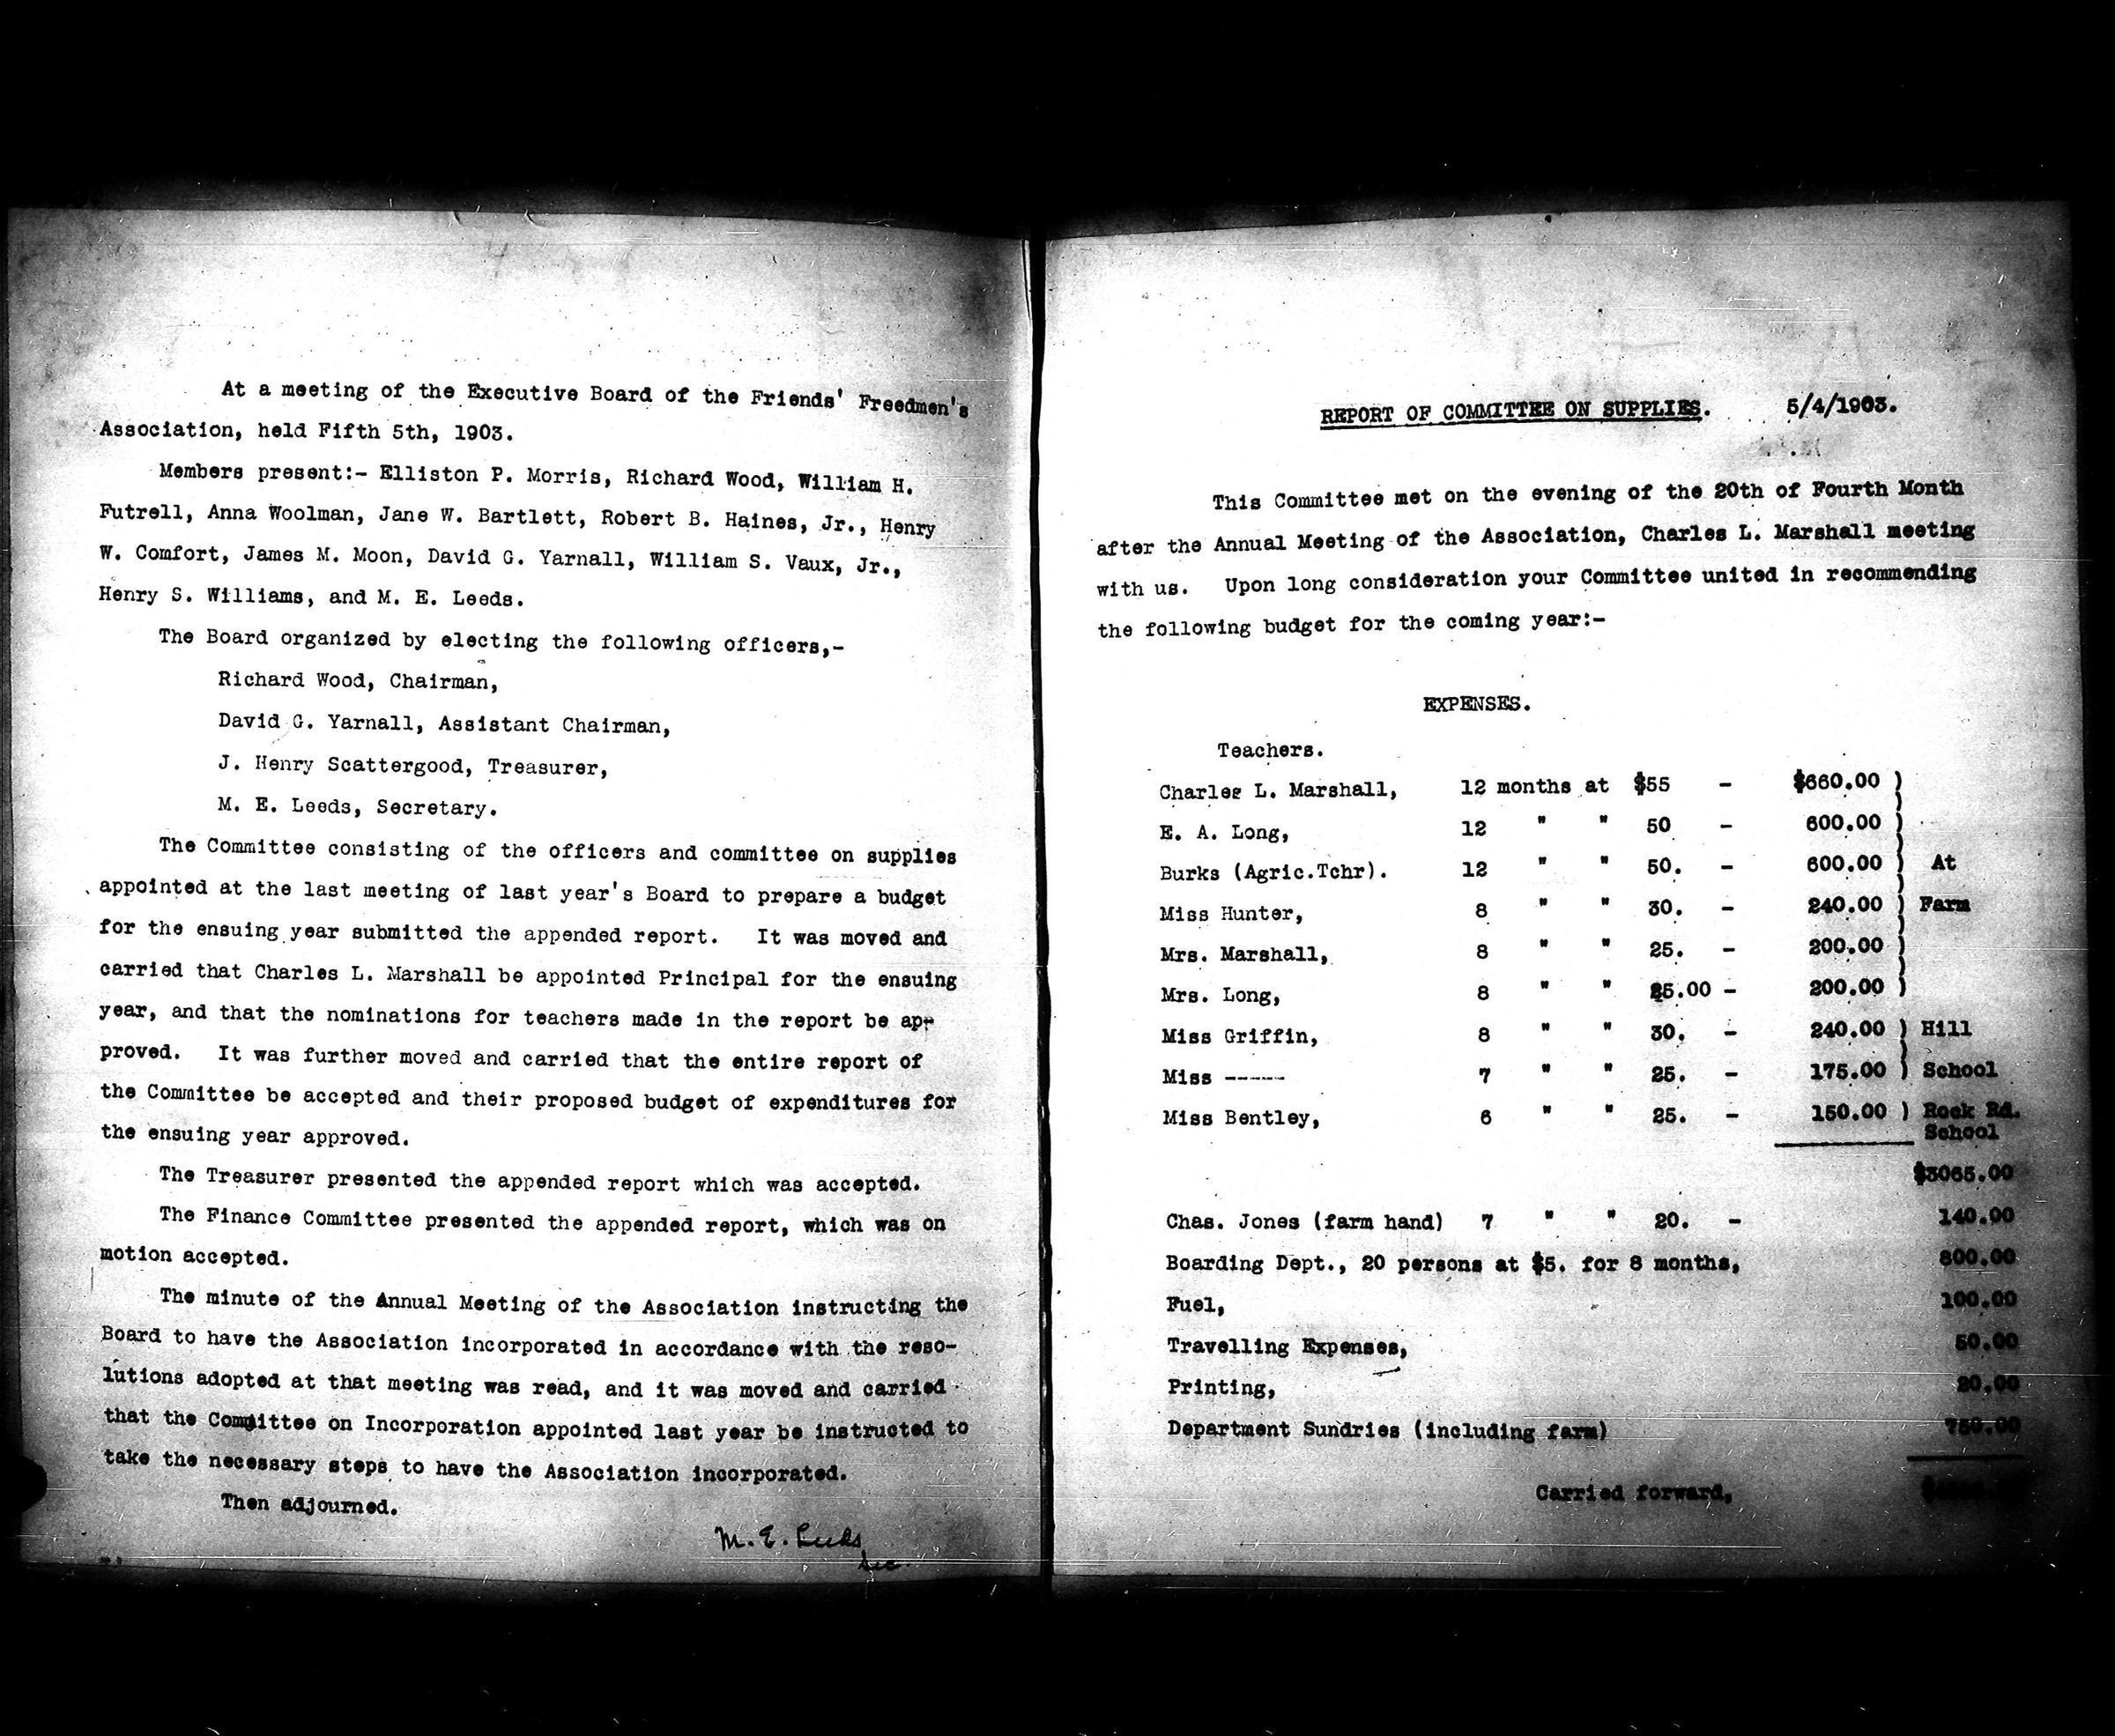 At a meeting of the Executive Board of the Friends' Freedmen's
Association, held Fifth 5th, 1903.
Members present:- Elliston P. Morris, Richard Wood, William H.
Futrell, Anna Woolman, Jane W. Bartlett, Robert B. Haines, Jr., Henry
W. Comfort, James M. Moon, David G. Yarnall, William S. Vaux, Jr.,
Henry S. Williams, and M. E. Leeds.
The Board organized by electing the following officers,-
Richard Wood, Chairman,
David G. Yarnall, Assistant Chairman,
J. Henry Scattergood, Treasurer,
M. E. Leeds, Secretary.
The Committee consisting of the officers and committee on supplies
appointed at the last meeting of last year's Board to prepare a budget
for the ensuing year submitted the appended report. It was moved and
carried that Charles L. Marshall be appointed Principal for the ensuing
year, and that the nominations for teachers made in the report be ap-
proved. It was further moved and carried that the entire report of
the Committee be accepted and their proposed budget of expenditures for
the ensuing year approved.
The Treasurer presented the appended report which was accepted.
The Finance Committee presented the appended report, which was on
motion accepted.
The minute of the Annual Meeting of the Association instructing the
Board to have the Association incorporated in accordance with the reso-
lutions adopted at that meeting was read, and it was moved and carried
that the Committee on Incorporation appointed last year be instructed to
take the necessary steps to have the Association incorporated.
Then adjourned.
M. E. Leeds
Sec.
REPORT OF COMMITTEE ON SUPPLIES. 5/4/1903.
This Committee met on the evening of the 20th of Fourth Month
after the Annual Meeting of the Association, Charles L. Marshall meeting
with us. Upon long consideration your Committee united in recommending
the following budget for the coming year:-
EXPENSES.
Teachers.
Charles L. Marshall, 12 months at $55 - $660.00 )
E. A. Long, 12 " " 50 - 600.00 )
Burks (Agric.Tchr). 12 " " 50. - 600.00 ) At
Miss Hunter, 8 " " 30. - 240.00 ) Farm
Mrs. Marshall, 8 " " 25. - 200.00 )
Mrs. Long, 8 " " 25.00 - 200.00 )
Miss Griffin, 8 " " 30. - 240.00 ) Hill
Miss ------ 7 " " 25. - 175.00 ) School
Miss Bentley, 6 " " 25. - 150.00 ) Rock Rd.
School
$3065.00
Chas. Jones (farm hand) 7 " " 20. - 140.00
Boarding Dept., 20 persons at $5. for 8 months, 800.00
Fuel, 100.00
Travelling Expenses, 50.00
Printing, 20.00
Department Sundries (including farm) 750.00
Carried forward,